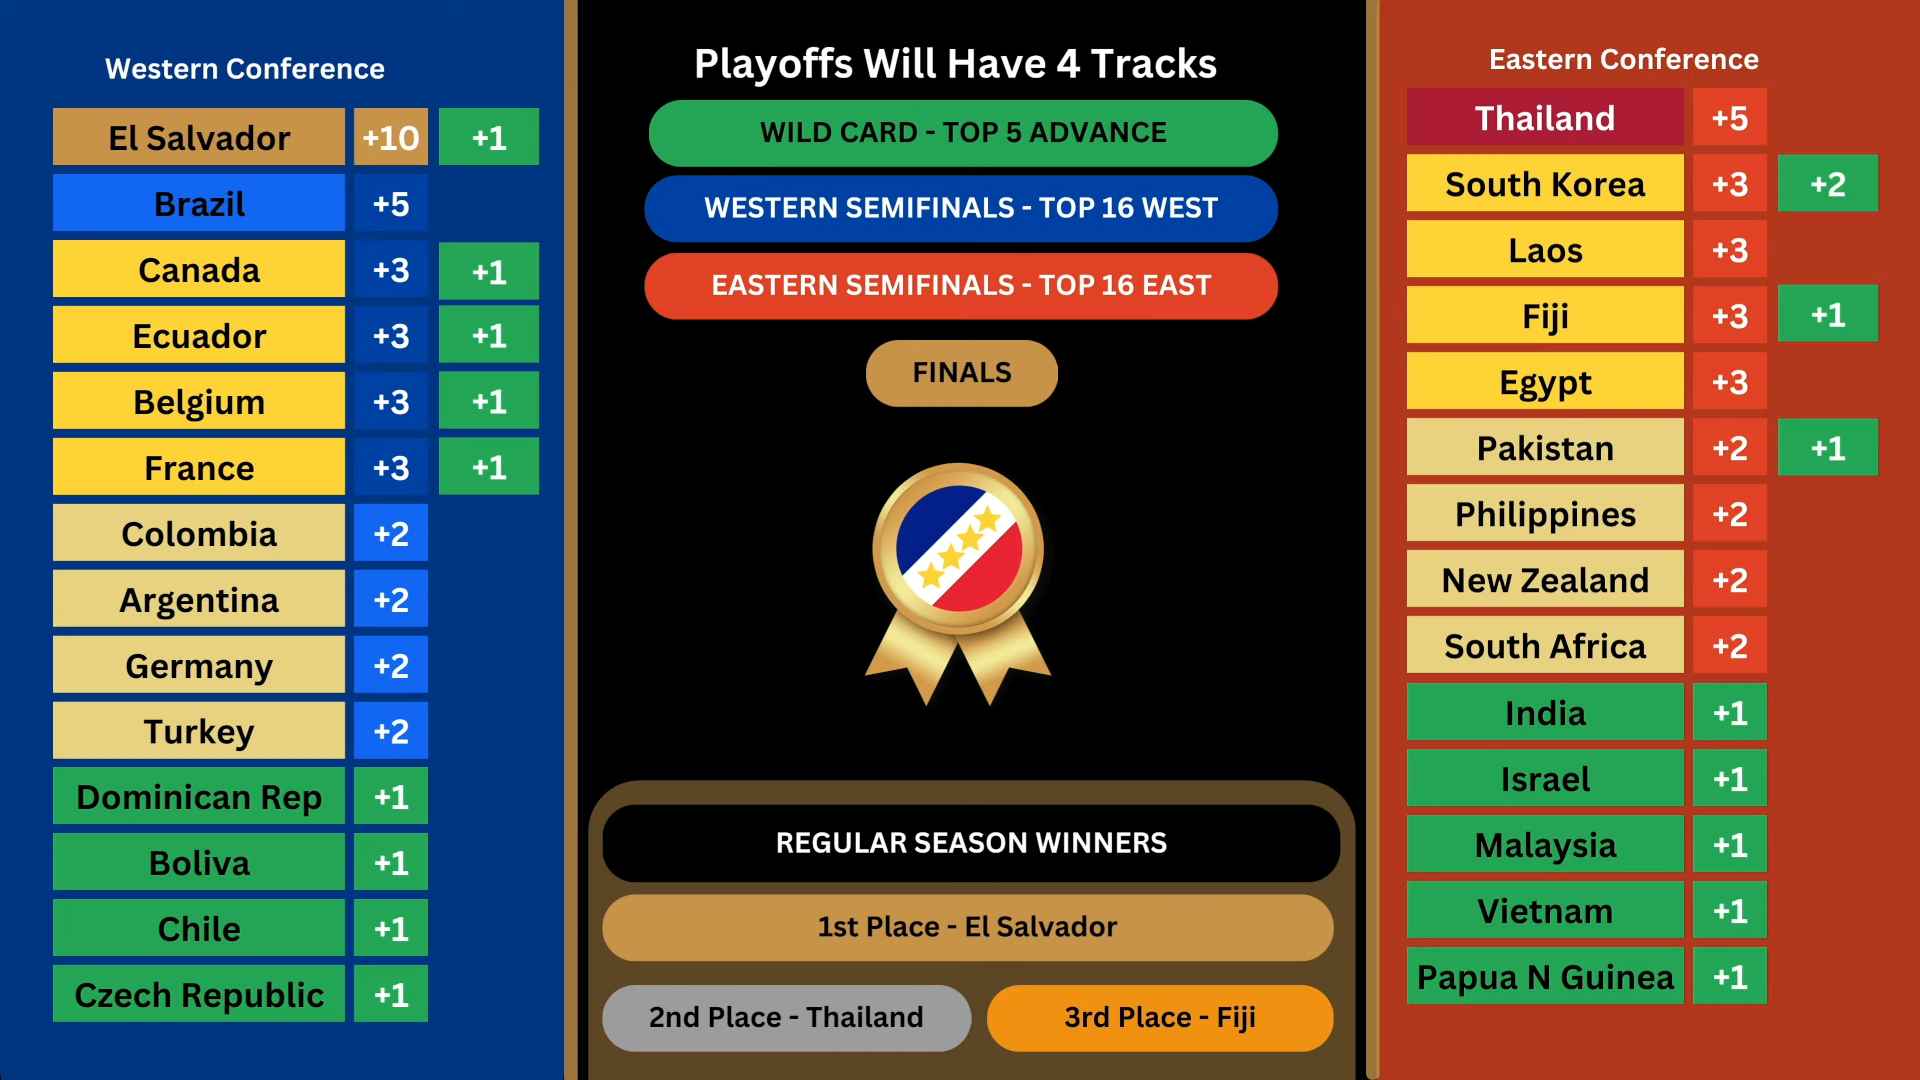 Western Conference
El Salvador +10 +1
Brazil +5
Canada +3 +1
Ecuador +3 +1
Belgium +3 +1
France +3 +1
Colombia +2
Argentina +2
Germany +2
Turkey +2
Dominican Rep +1
Boliva +1
Chile +1
Czech Republic +1
Playoffs Will Have 4 Tracks
WILD CARD - TOP 5 ADVANCE
WESTERN SEMIFINALS - TOP 16 WEST
EASTERN SEMIFINALS - TOP 16 EAST
FINALS
REGULAR SEASON WINNERS
1st Place - El Salvador
2nd Place - Thailand
3rd Place - Fiji
Eastern Conference
Thailand +5
South Korea +3 +2
Laos +3
Fiji +3 +1
Egypt +3
Pakistan +2 +1
Philippines +2
New Zealand +2
South Africa +2
India +1
Israel +1
Malaysia +1
Vietnam +1
Papua N Guinea +1